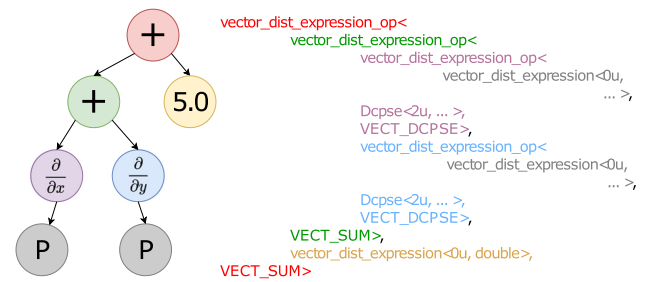 +
+
5.0
∂
∂x
∂
∂y
P
P
vector_dist_expression_op<
vector_dist_expression_op<
vector_dist_expression_op<
vector_dist_expression<0u,
... >,
Dcpse<2u, ... >,
VECT_DCPSE>,
vector_dist_expression_op<
vector_dist_expression<0u,
... >,
Dcpse<2u, ... >,
VECT_DCPSE>,
VECT_SUM>,
vector_dist_expression<0u, double>,
VECT_SUM>